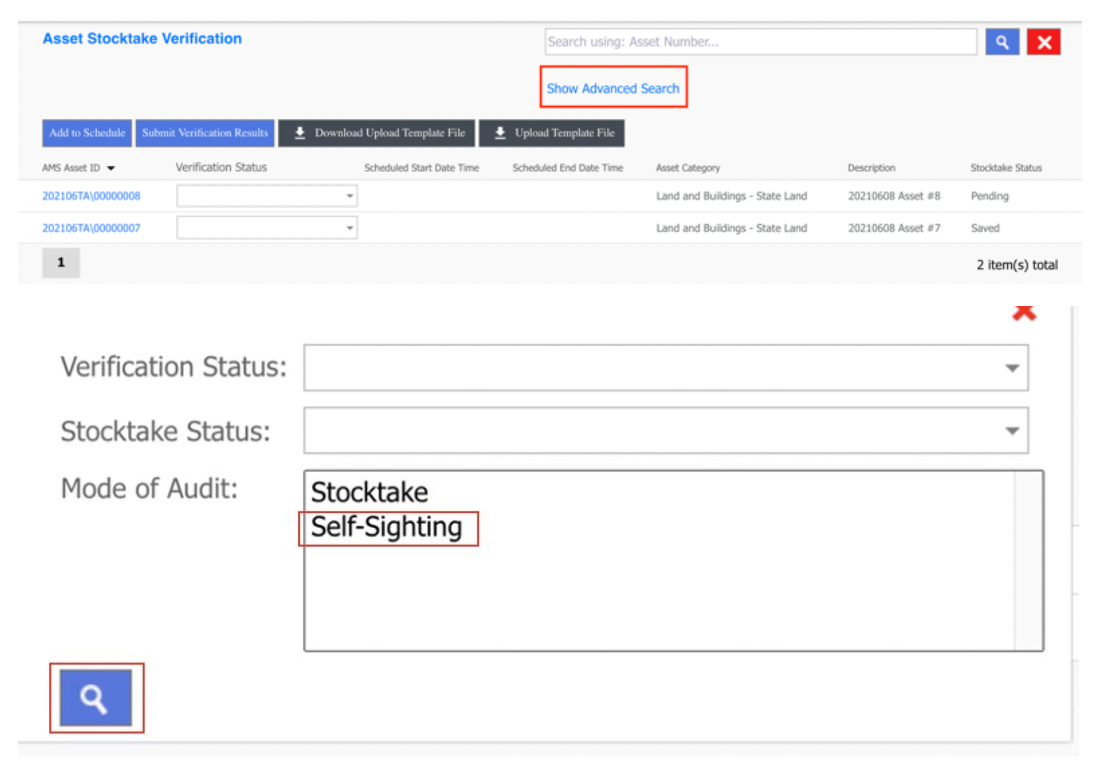 Asset Stocktake Verification
Search using: Asset Number...
Show Advanced Search
Add to Schedule Submit Verification Results Download Upload Template File Upload Template File
AMS Asset ID Verification Status Scheduled Start Date Time Scheduled End Date Time Asset Category Description Stocktake Status
202106TA\00000008 Land and Buildings - State Land 20210608 Asset #8 Pending
202106TA\00000007 Land and Buildings - State Land 20210608 Asset #7 Saved
1 2 item(s) total
Verification Status:
Stocktake Status:
Mode of Audit: Stocktake
Self-Sighting